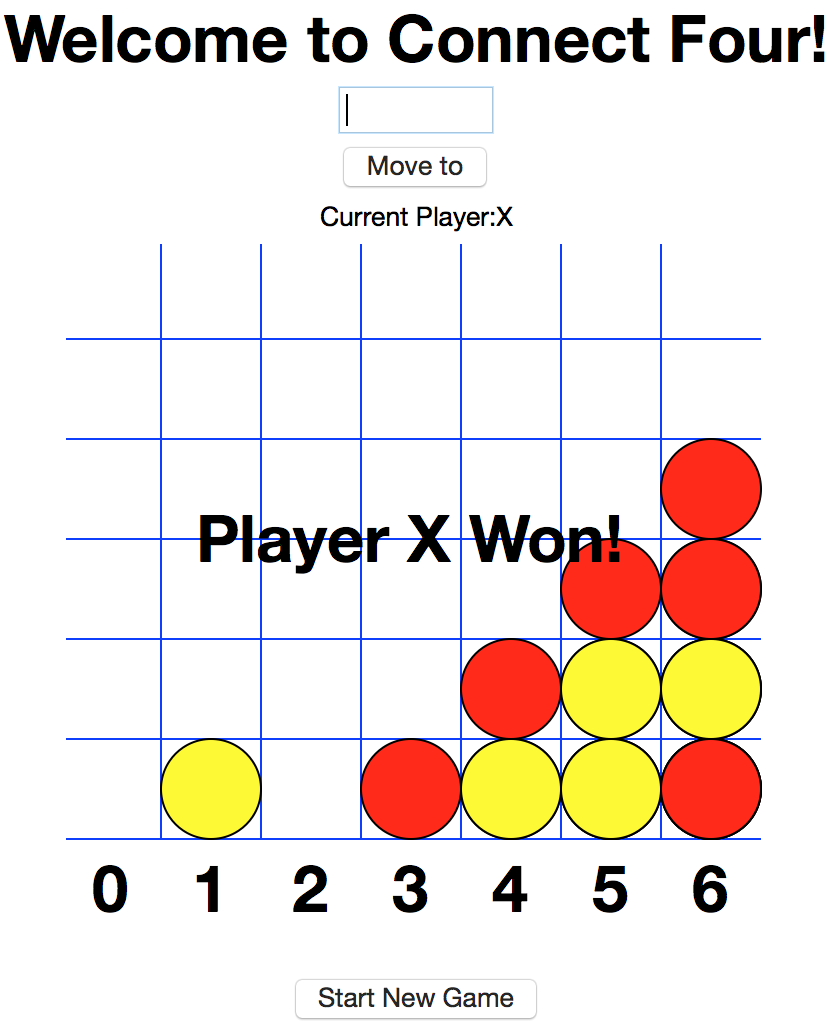 Welcome to Connect Four!
Move to
Current Player:X
Player X Won!
0 1 2 3 4 5 6
Start New Game